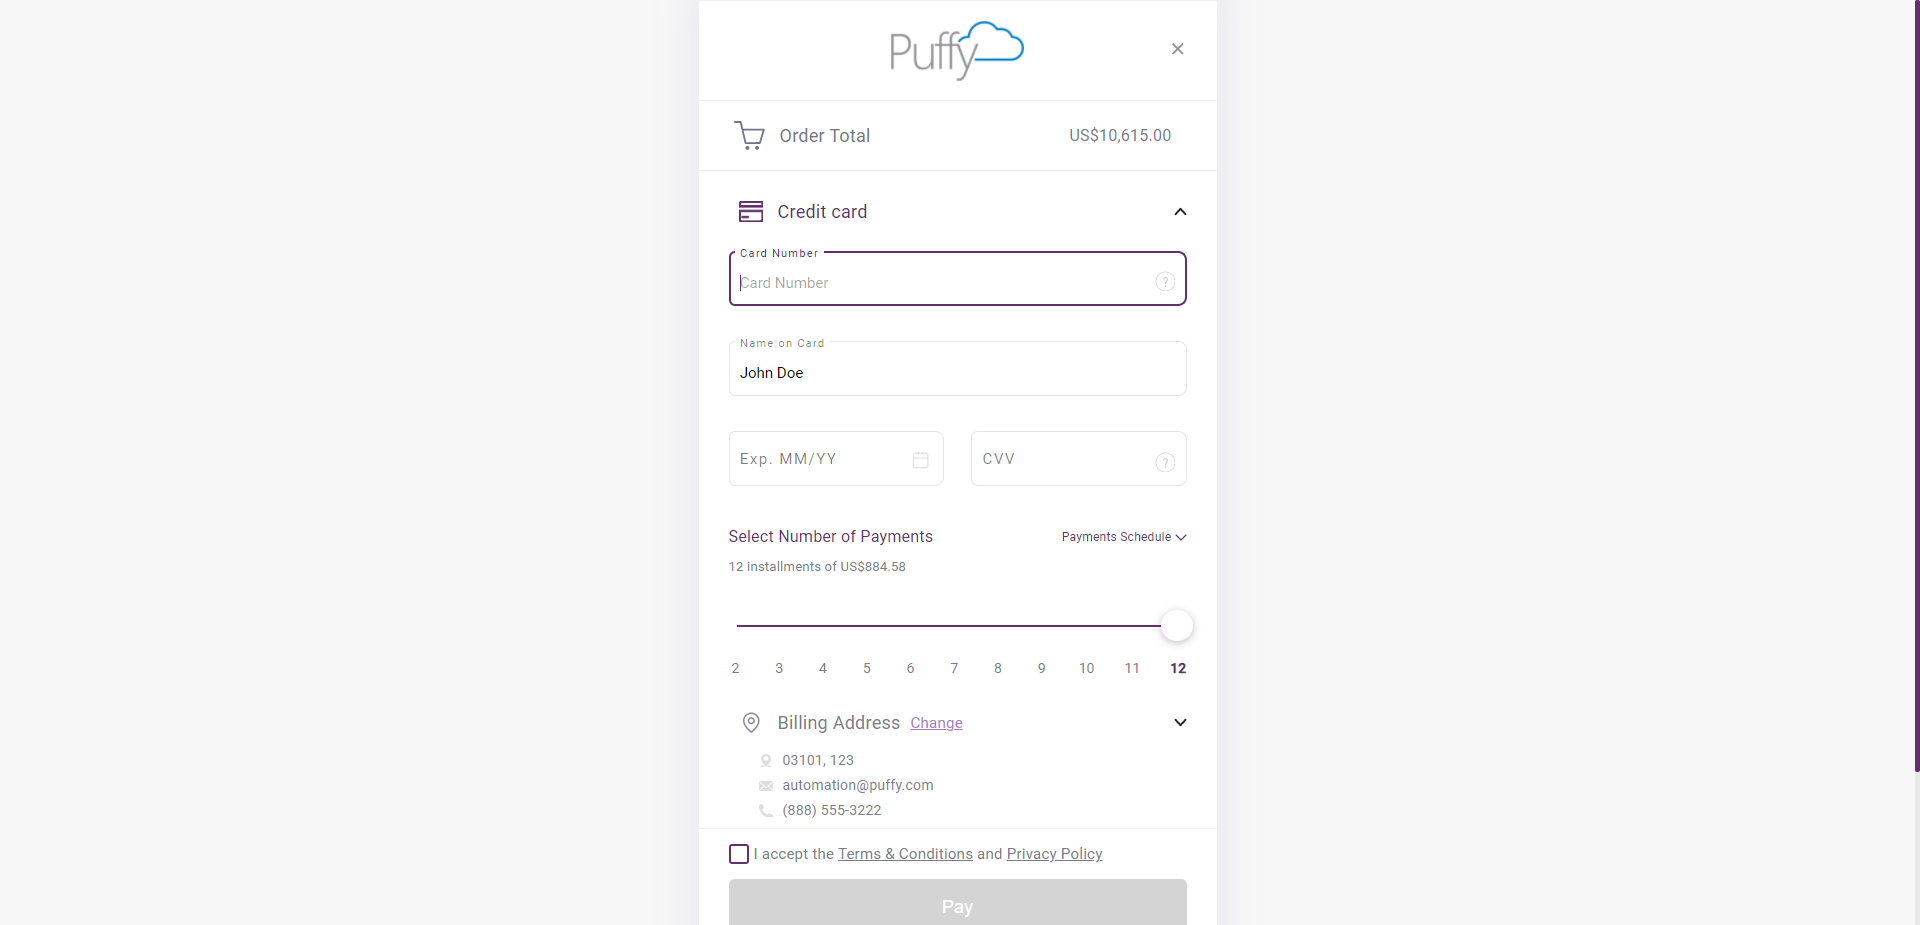 Puffy
Order Total US$10,615.00
Credit card
Card Number
Card Number ?
Name on Card
John Doe
Exp. MM/YY CVV ?
Select Number of Payments Payments Schedule
12 installments of US$884.58
2 3 4 5 6 7 8 9 10 11 12
Billing Address Change
03101, 123
automation@puffy.com
(888) 555-3222
I accept the Terms & Conditions and Privacy Policy
Pay